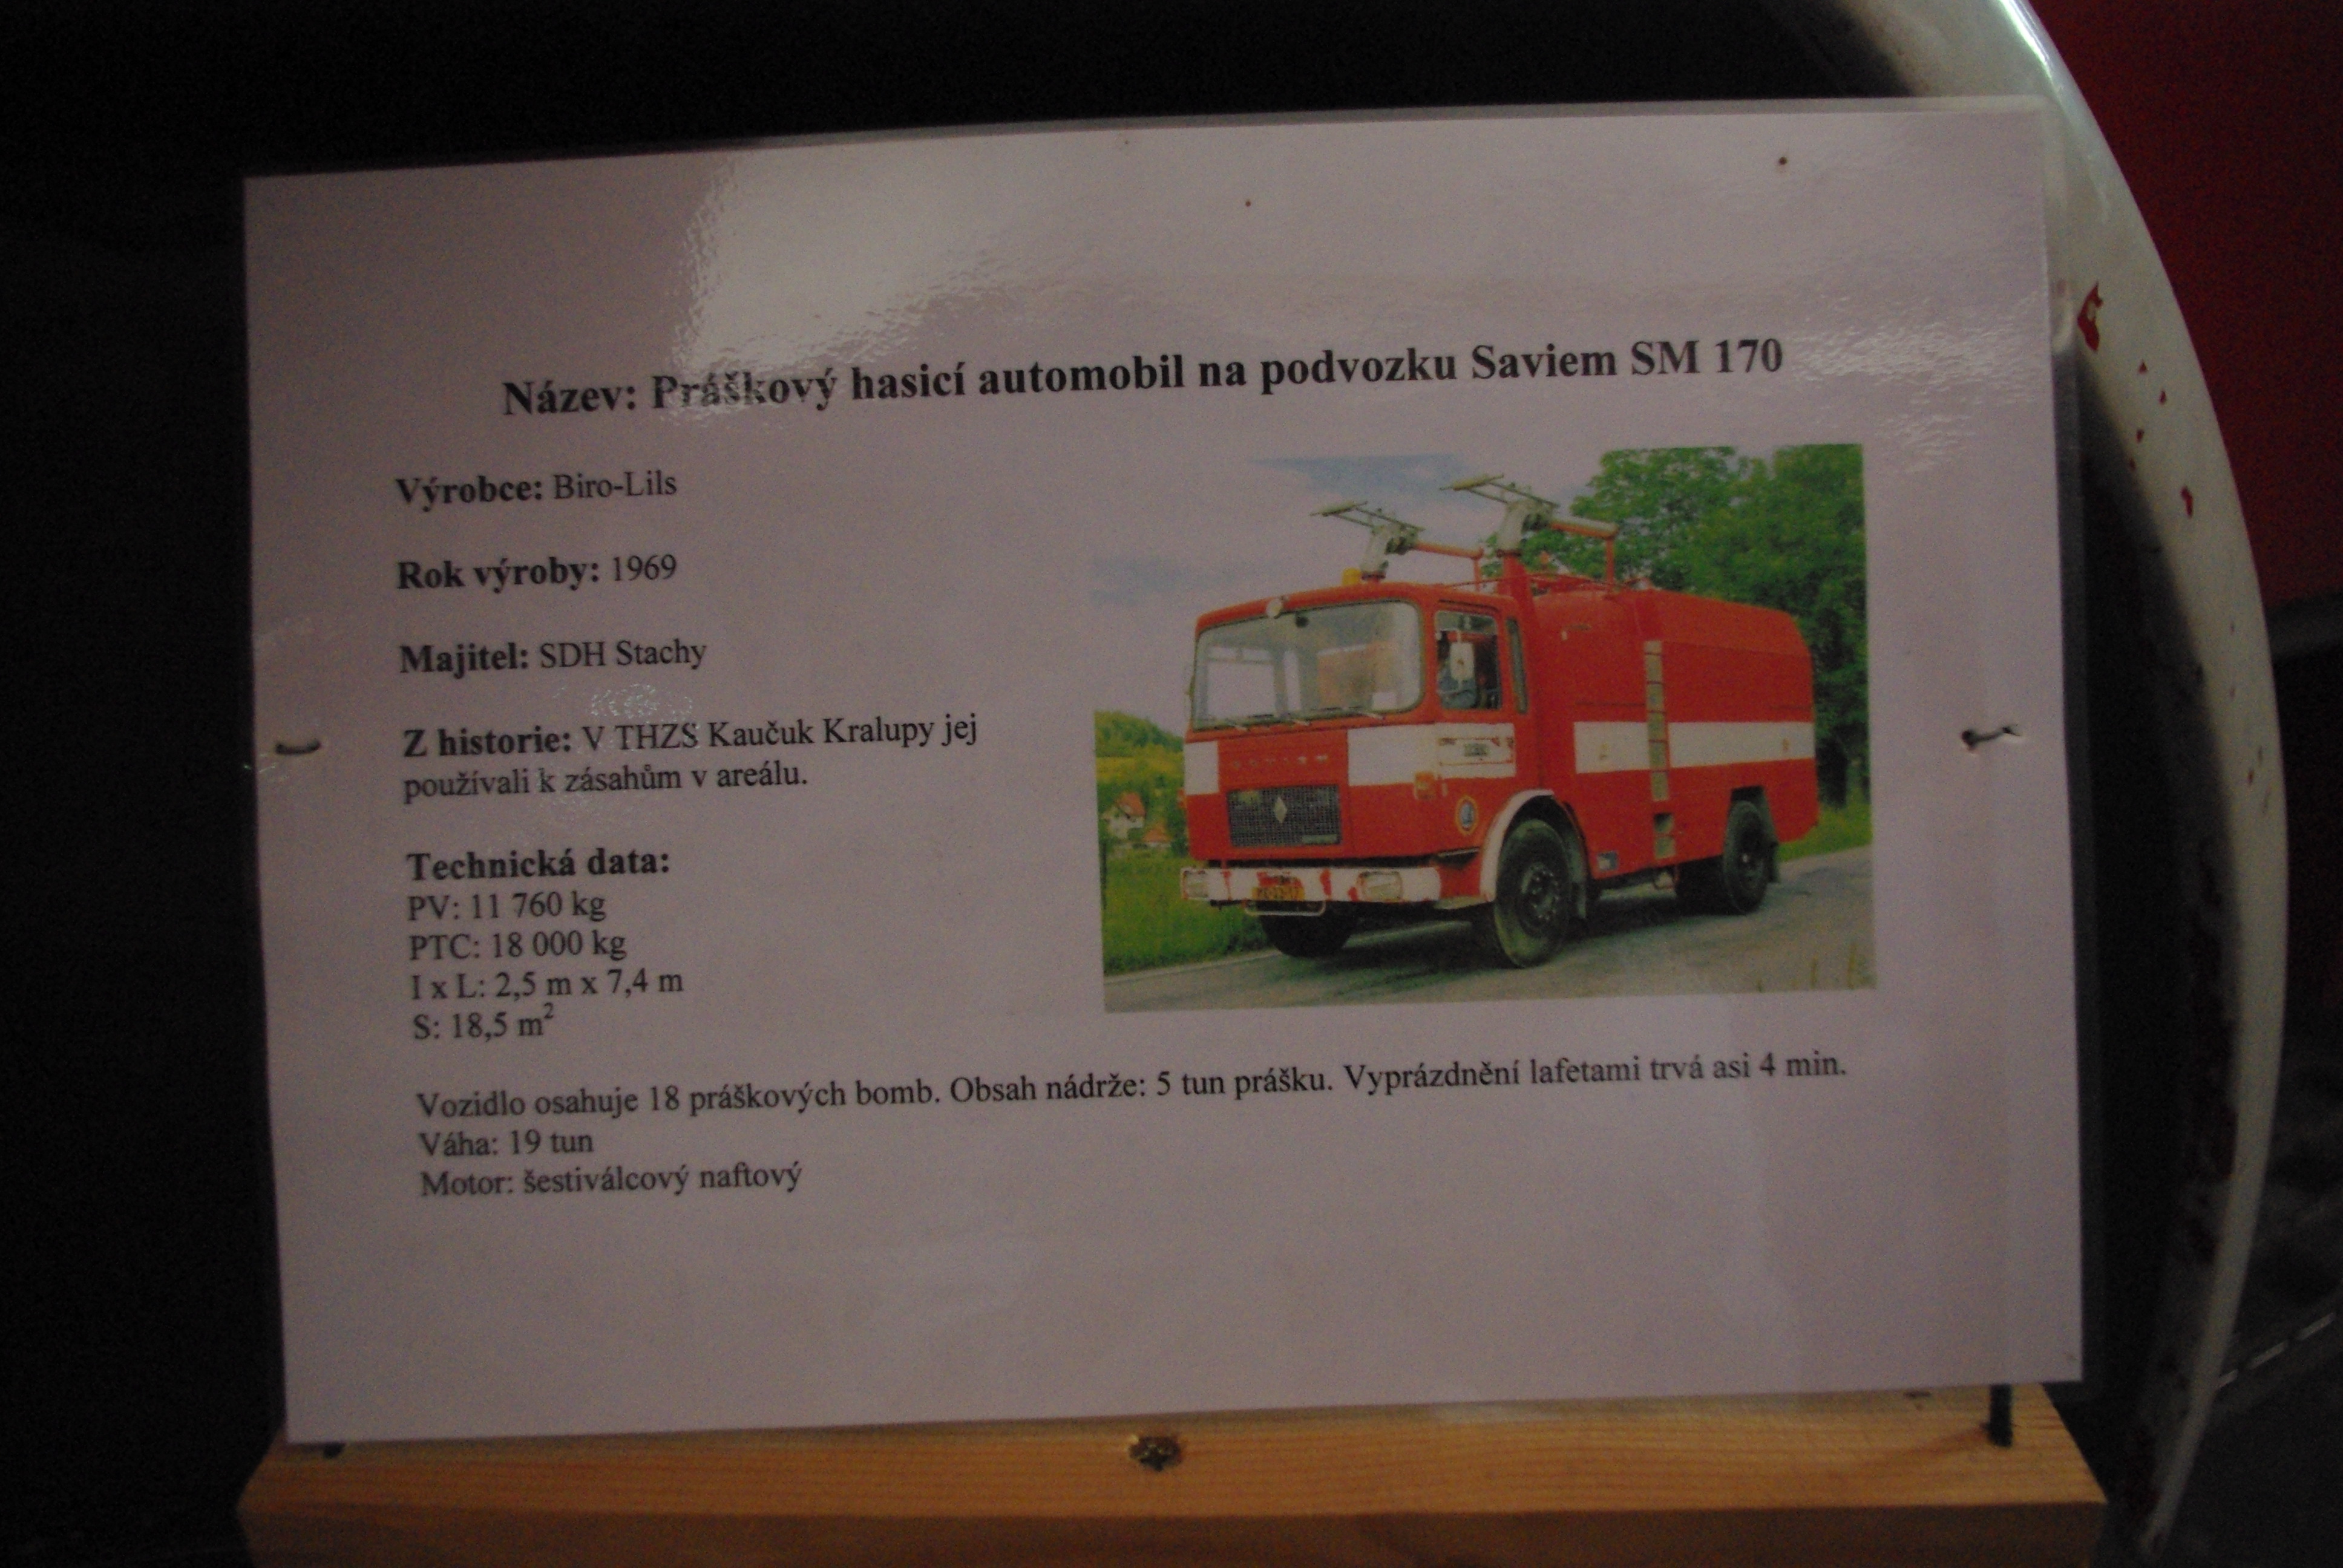 Název: Práškový hasicí automobil na podvozku Saviem SM 170
Výrobce: Biro-Lils
Rok výroby: 1969
Majitel: SDH Stachy
Z historie: V THZS Kaučuk Kralupy jej
používali k zásahům v areálu.
Technická data:
PV: 11 760 kg
PTC: 18 000 kg
I x L: 2,5 m x 7,4 m
S: 18,5 m²
Vozidlo osahuje 18 práškových bomb. Obsah nádrže: 5 tun prášku. Vyprázdnění lafetami trvá asi 4 min.
Váha: 19 tun
Motor: šestiválcový naftový